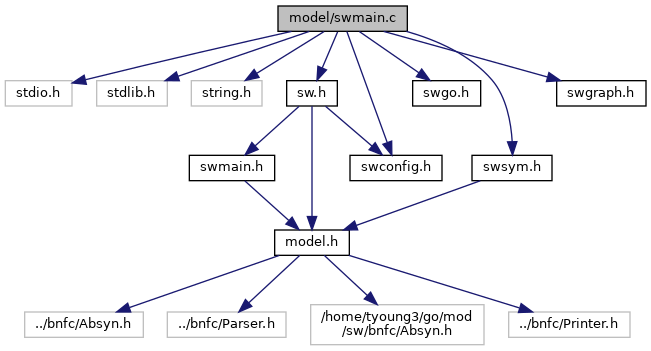 model/swmain.c
stdio.h
stdlib.h
string.h
sw.h
swgo.h
swgraph.h
swmain.h
swconfig.h
swsym.h
model.h
../bnfc/Absyn.h
../bnfc/Parser.h
/home/tyoung3/go/mod
/sw/bnfc/Absyn.h
../bnfc/Printer.h